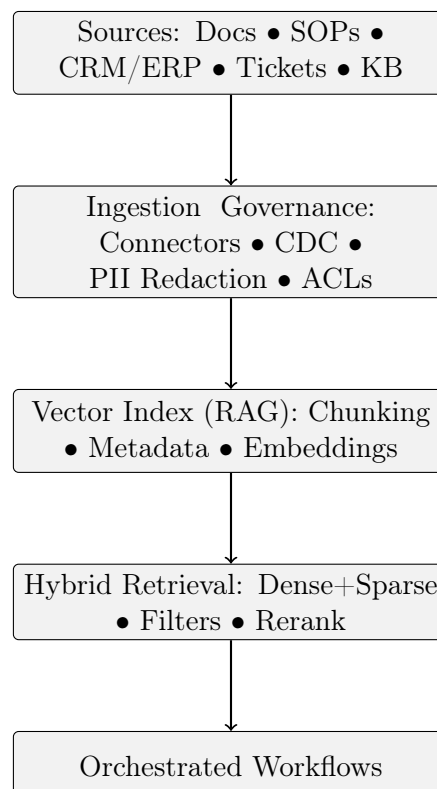 Sources: Docs • SOPs •
CRM/ERP • Tickets • KB
Ingestion Governance:
Connectors • CDC •
PII Redaction • ACLs
Vector Index (RAG): Chunking
• Metadata • Embeddings
Hybrid Retrieval: Dense+Sparse
• Filters • Rerank
Orchestrated Workflows